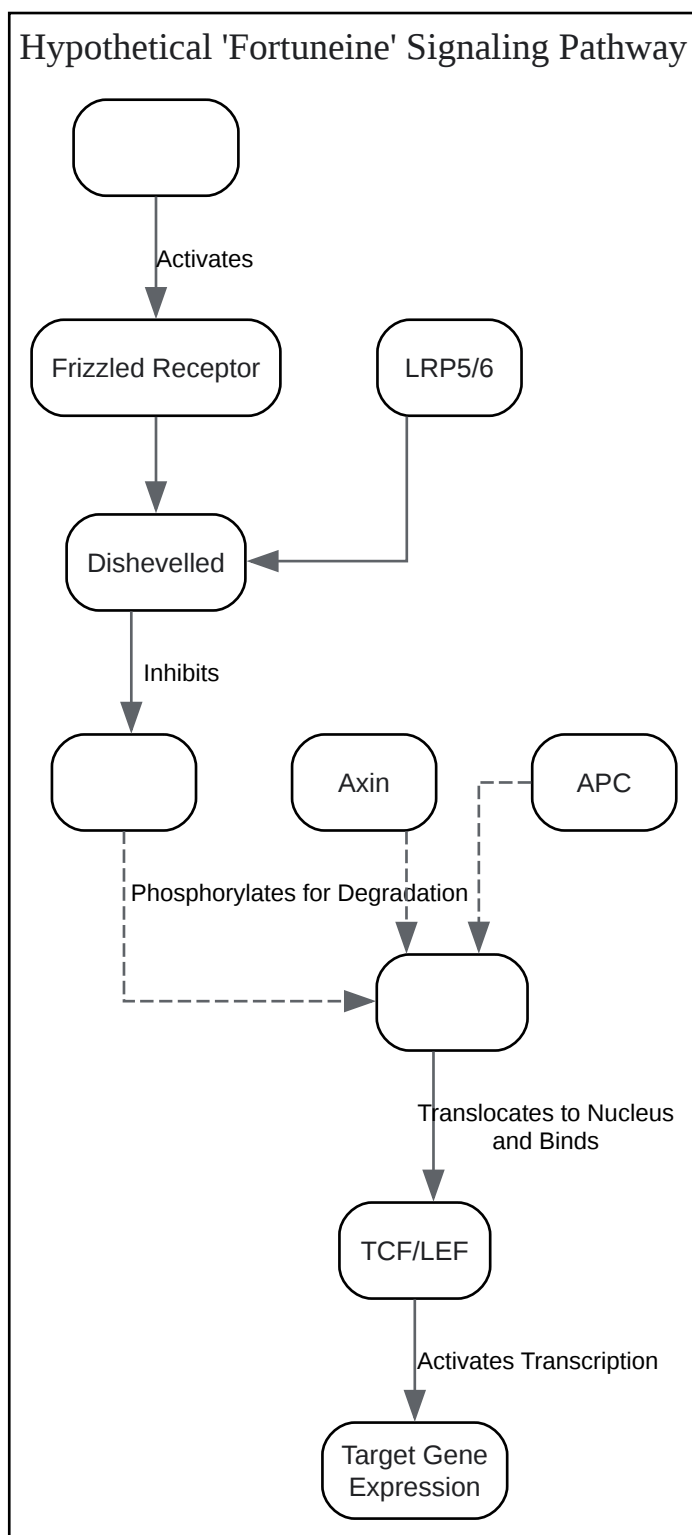 Hypothetical 'Fortuneine' Signaling Pathway
Activates
Frizzled Receptor
LRP5/6
Dishevelled
Inhibits
Axin
APC
Phosphorylates for Degradation
Translocates to Nucleus
and Binds
TCF/LEF
Activates Transcription
Target Gene
Expression